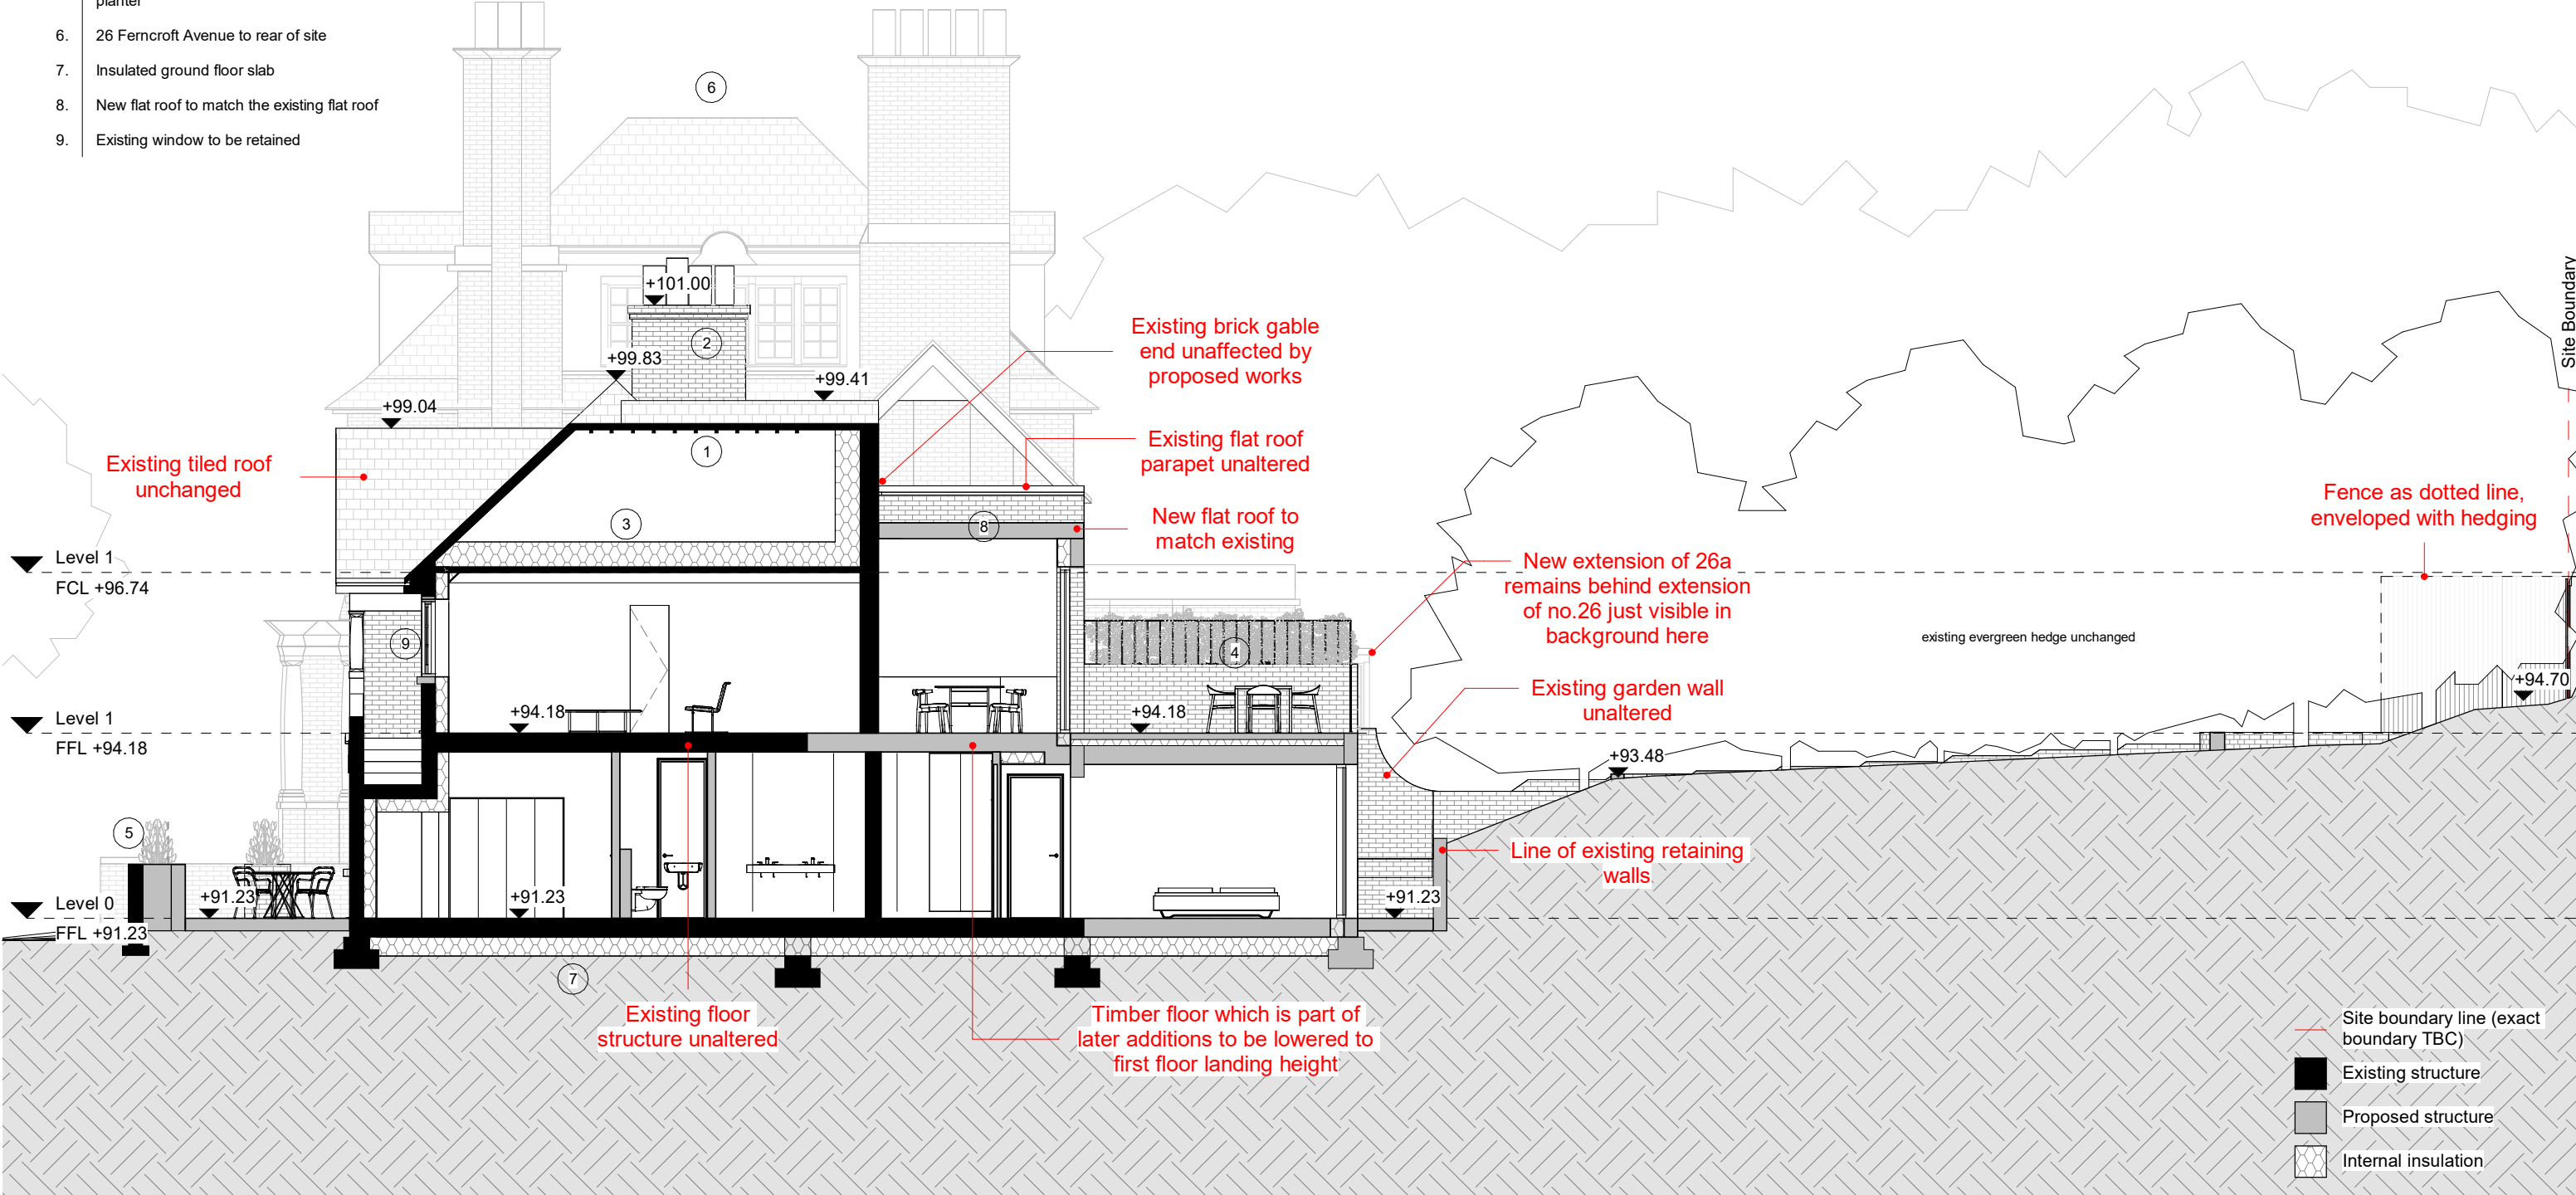 planter
6. 26 Ferncroft Avenue to rear of site
7. Insulated ground floor slab
8. New flat roof to match the existing flat roof
9. Existing window to be retained
6
+101.00
2
+99.83
+99.41
+99.04
1
3
8
9
4
5
7
Existing brick gable
end unaffected by
proposed works
Existing flat roof
parapet unaltered
New flat roof to
match existing
Existing tiled roof
unchanged
Level 1
FCL +96.74
Level 1
FFL +94.18
Level 0
FFL +91.23
+94.18
+94.18
+91.23
+91.23
+91.23
+93.48
+94.70
New extension of 26a
remains behind extension
of no.26 just visible in
background here
Existing garden wall
unaltered
Line of existing retaining
walls
existing evergreen hedge unchanged
Fence as dotted line,
enveloped with hedging
Site Boundary
Existing floor
structure unaltered
Timber floor which is part of
later additions to be lowered to
first floor landing height
Site boundary line (exact
boundary TBC)
Existing structure
Proposed structure
Internal insulation